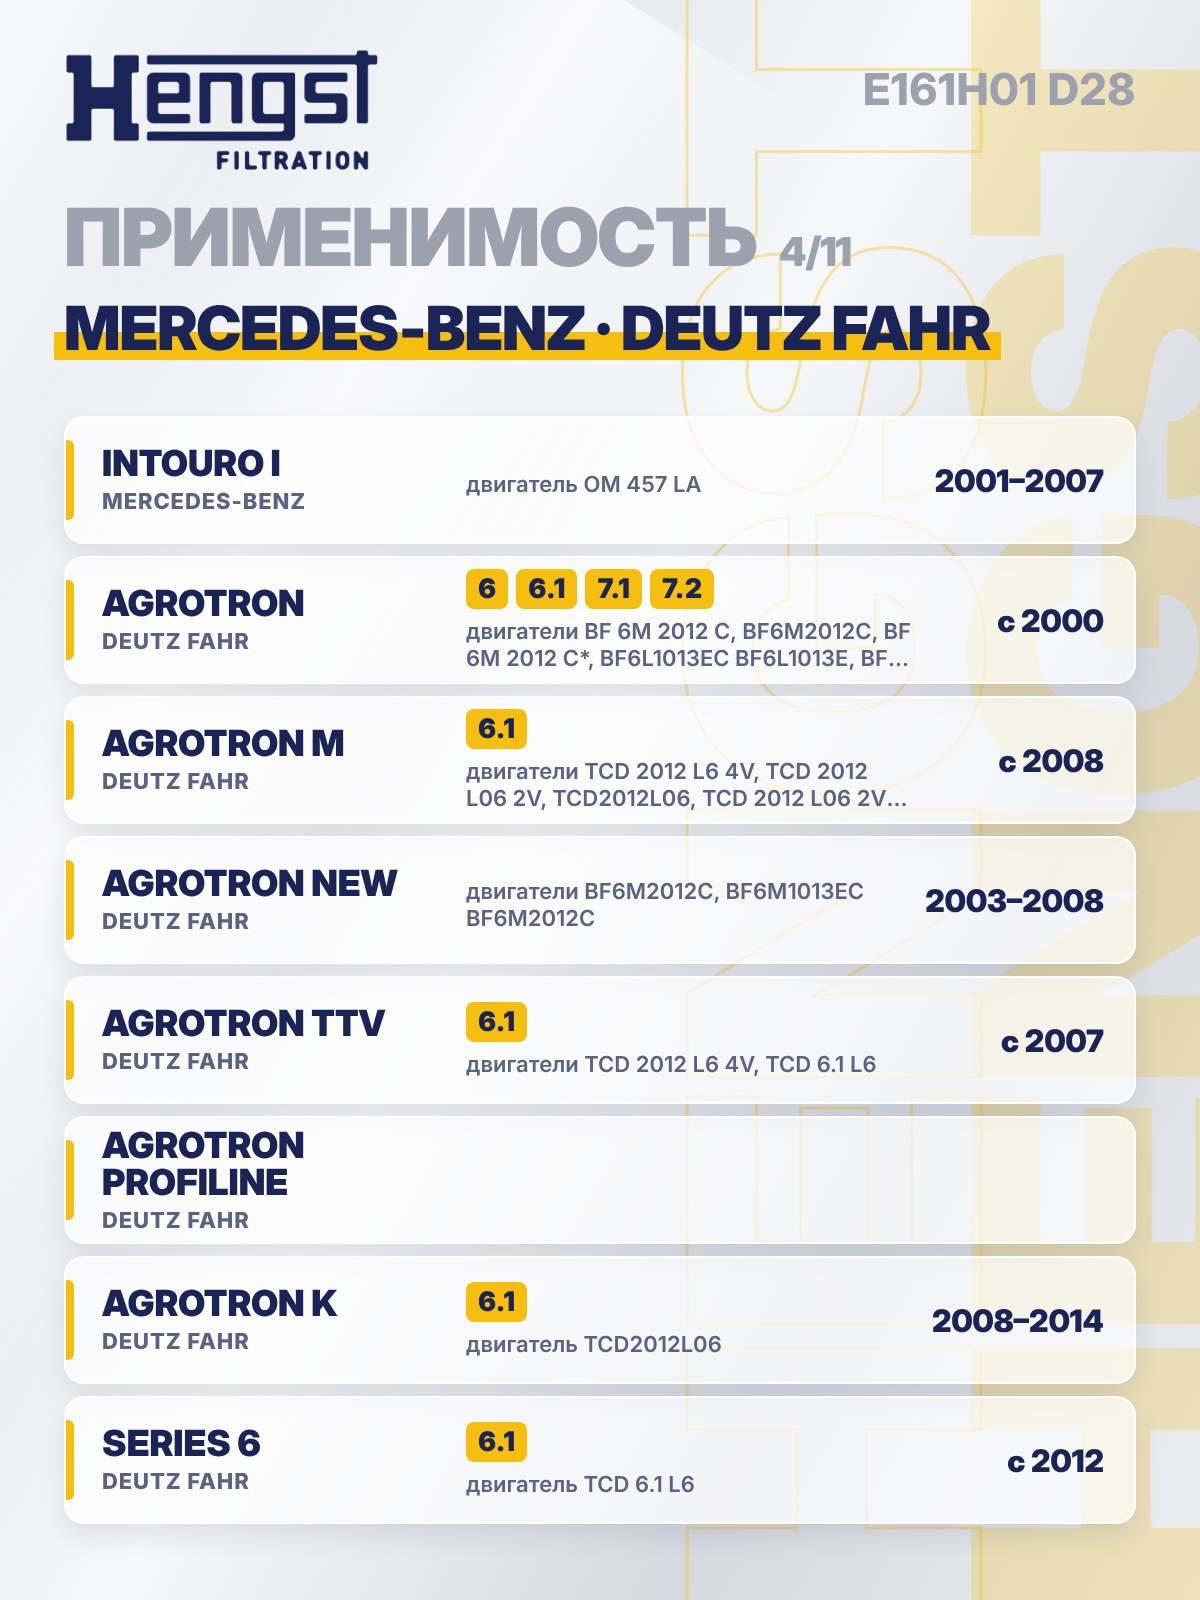 Hengst
FILTRATION
E161H01 D28
ПРИМЕНИМОСТЬ 4/11
MERCEDES-BENZ · DEUTZ FAHR
INTOURO I
MERCEDES-BENZ
двигатель OM 457 LA
2001–2007
AGROTRON
DEUTZ FAHR
6 6.1 7.1 7.2
двигатели BF 6M 2012 C, BF6M2012C, BF
6M 2012 C*, BF6L1013EC BF6L1013E, BF…
с 2000
AGROTRON M
DEUTZ FAHR
6.1
двигатели TCD 2012 L6 4V, TCD 2012
L06 2V, TCD2012L06, TCD 2012 L06 2V…
с 2008
AGROTRON NEW
DEUTZ FAHR
двигатели BF6M2012C, BF6M1013EC
BF6M2012C
2003–2008
AGROTRON TTV
DEUTZ FAHR
6.1
двигатели TCD 2012 L6 4V, TCD 6.1 L6
с 2007
AGROTRON
PROFILINE
DEUTZ FAHR
AGROTRON K
DEUTZ FAHR
6.1
двигатель TCD2012L06
2008–2014
SERIES 6
DEUTZ FAHR
6.1
двигатель TCD 6.1 L6
с 2012
HENGST